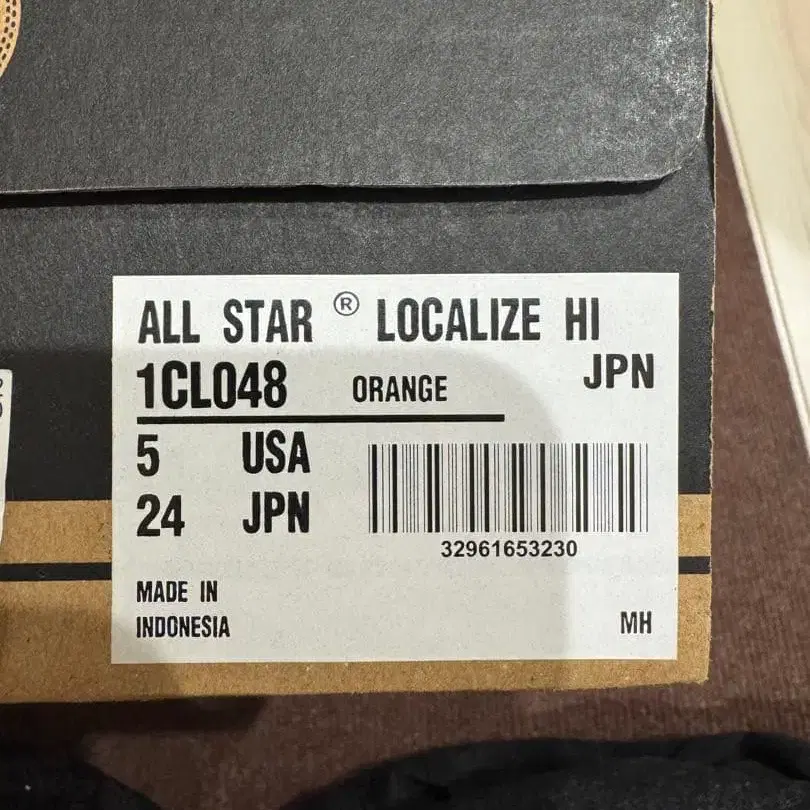 ALL STAR ® LOCALIZE HI
1CL048 ORANGE JPN
5 USA
24 JPN
32961653230
MADE IN
INDONESIA
MH